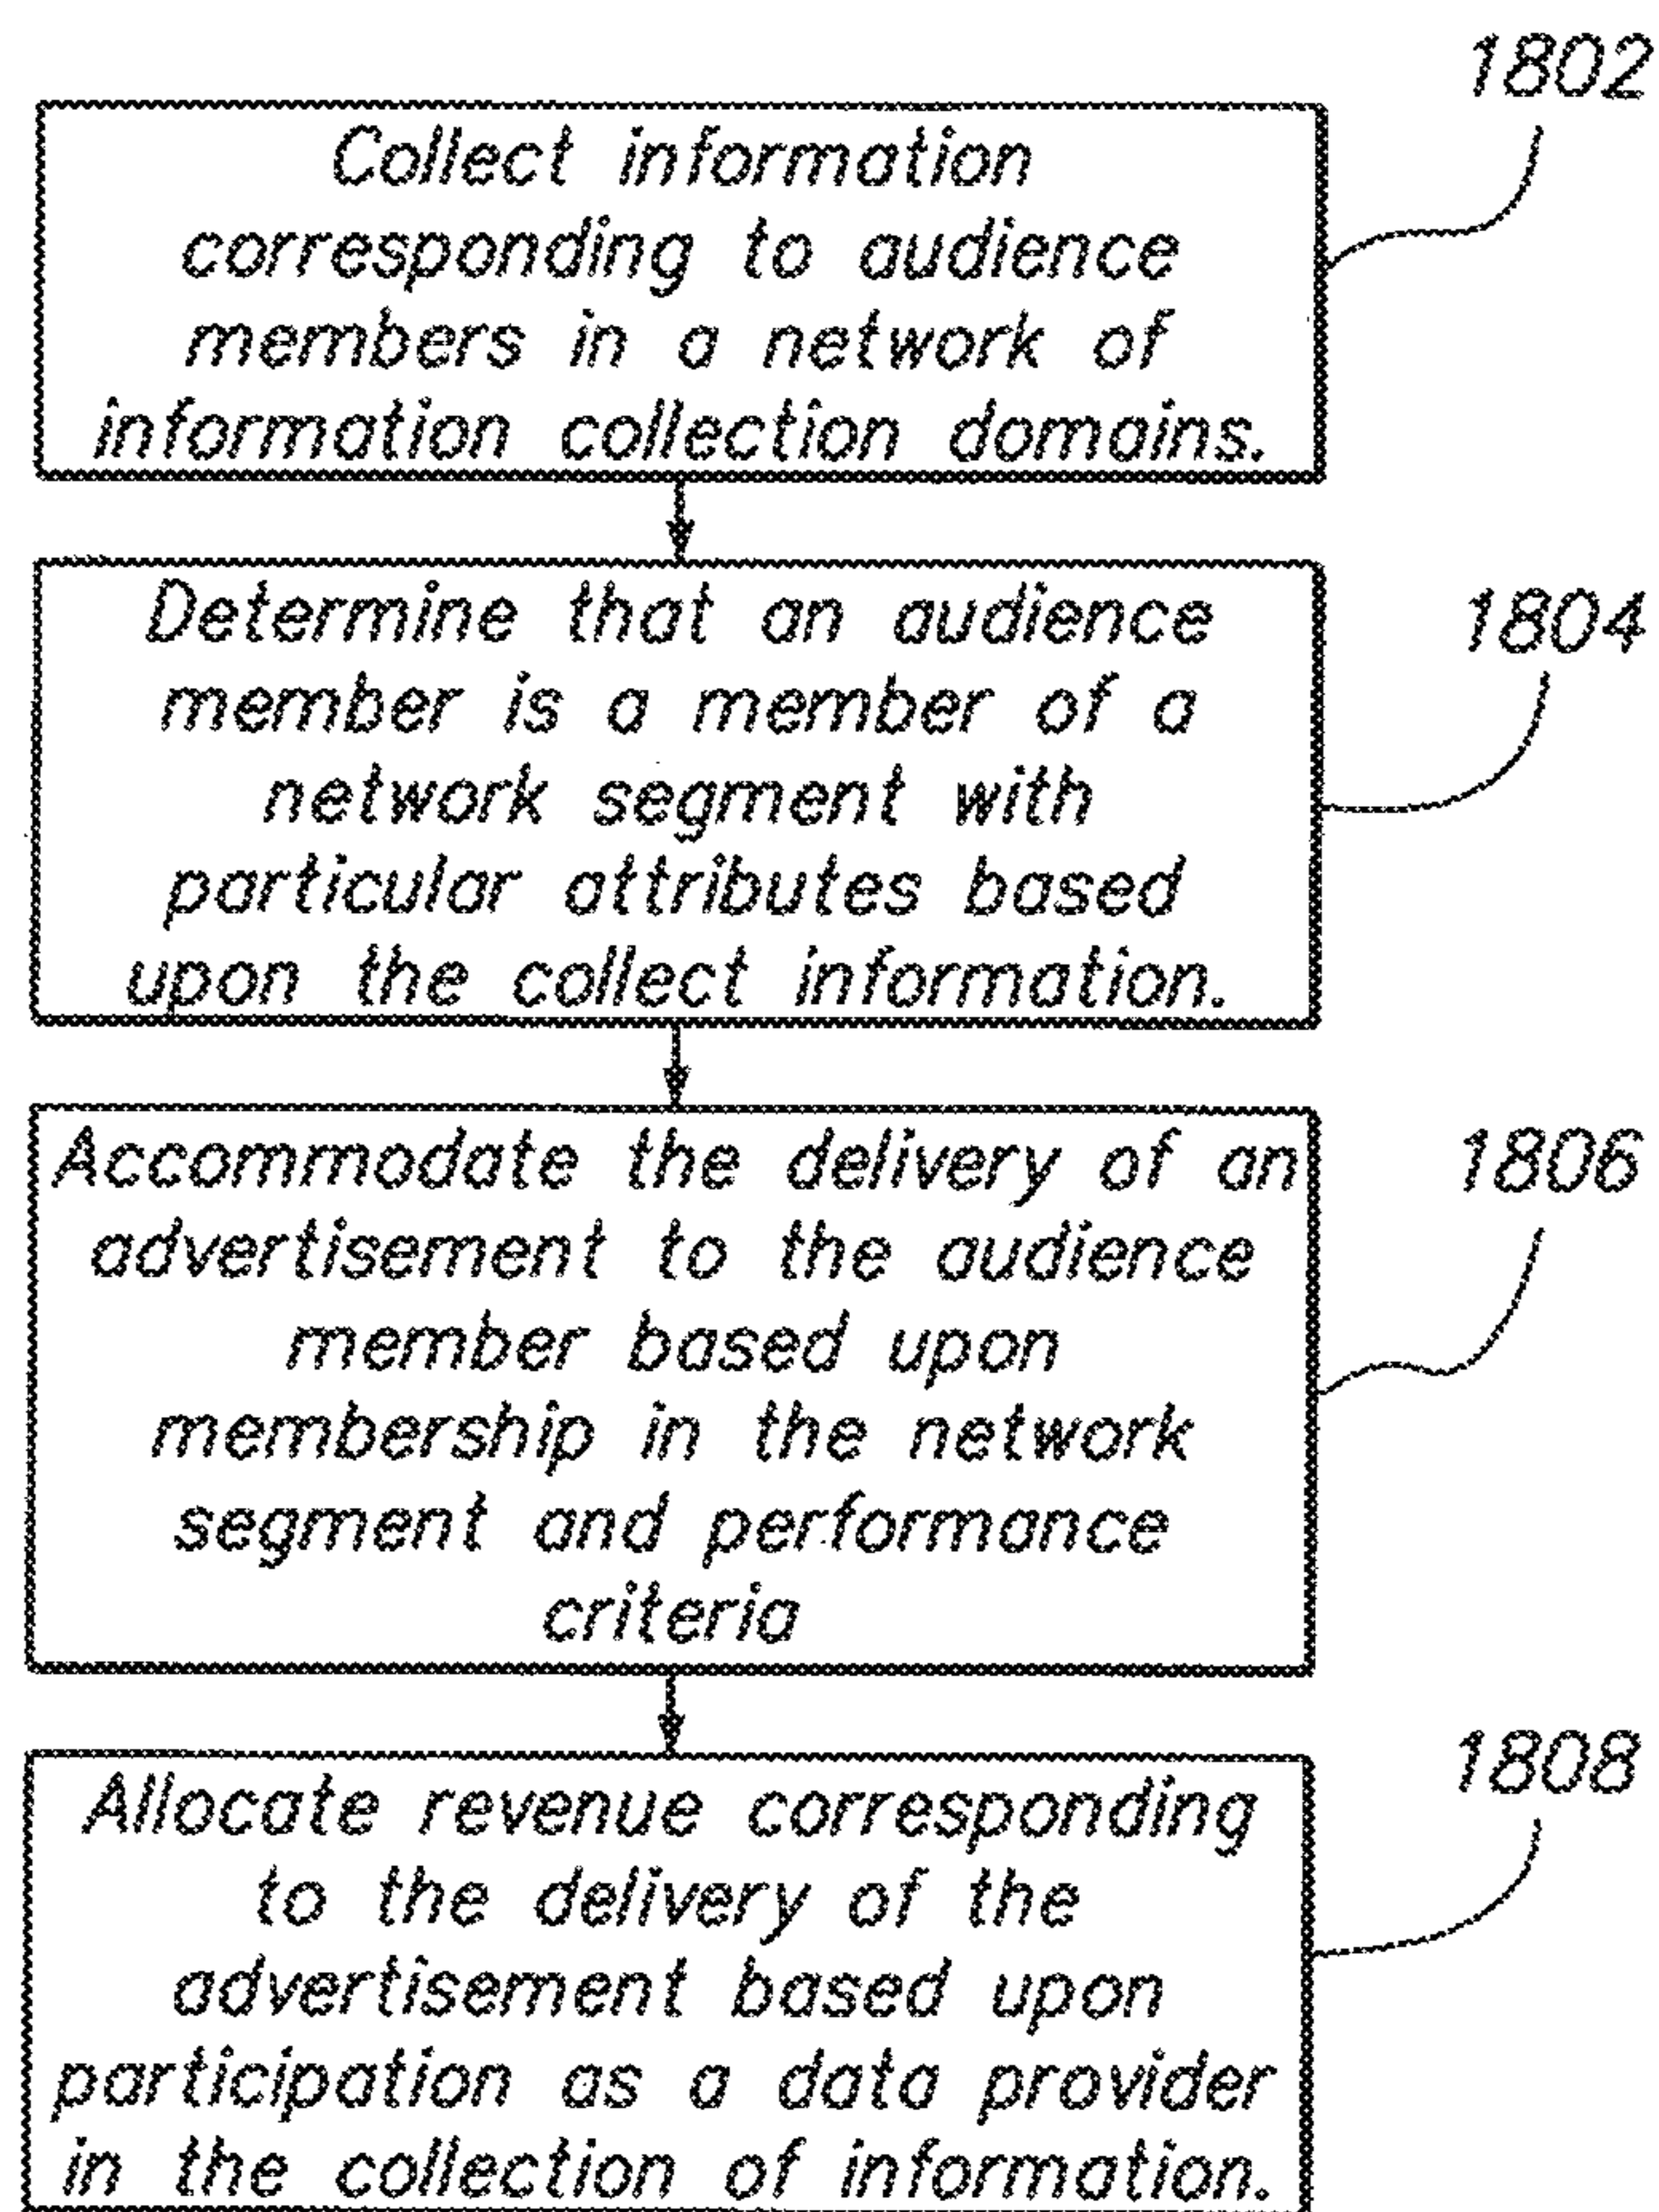 1802
Collect information
corresponding to audience
members in a network of
information collection domains.
1804
Determine that an audience
member is a member of a
network segment with
particular attributes based
upon the collect information.
1806
Accommodate the delivery of an
advertisement to the audience
member based upon
membership in the network
segment and performance
criteria
1808
Allocate revenue corresponding
to the delivery of the
advertisement based upon
participation as a data provider
in the collection of information.